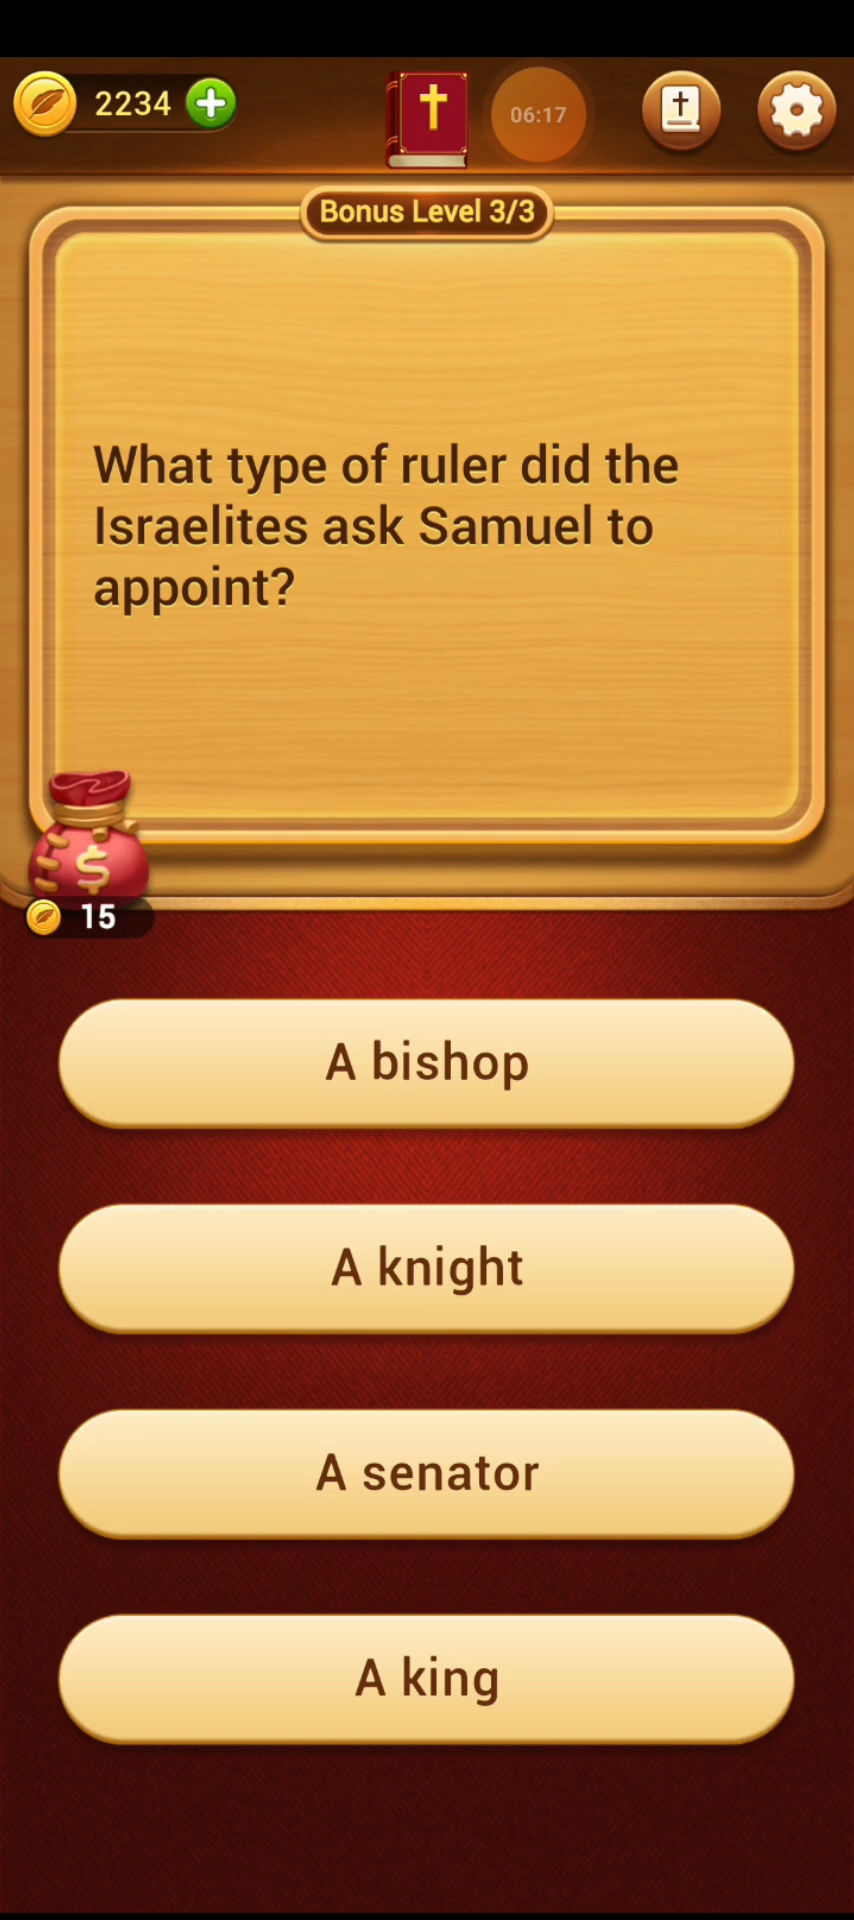 2234
06:17
Bonus Level 3/3
What type of ruler did the
Israelites ask Samuel to
appoint?
$
15
A bishop
A knight
A senator
A king